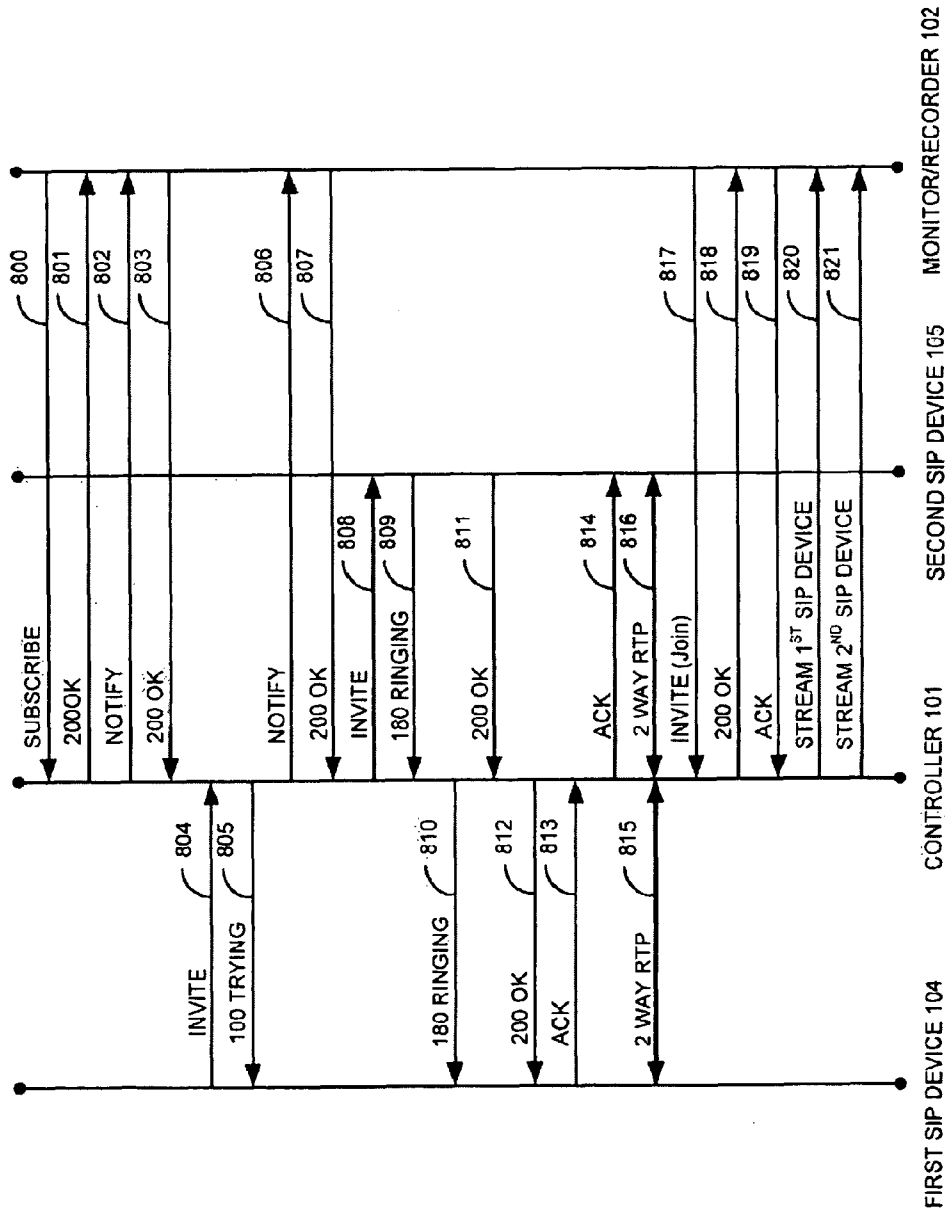 SUBSCRIBE
800
200OK
801
NOTIFY
802
200 OK
803
INVITE
804
100 TRYING
805
NOTIFY
806
200 OK
807
INVITE
808
180 RINGING
809
180 RINGING
810
200 OK
811
200 OK
812
ACK
813
ACK
814
2 WAY RTP
815
2 WAY RTP
816
INVITE (Join)
817
200 OK
818
ACK
819
STREAM 1ST SIP DEVICE
820
STREAM 2ND SIP DEVICE
821
FIRST SIP DEVICE 104
CONTROLLER 101
SECOND SIP DEVICE 105
MONITOR/RECORDER 102